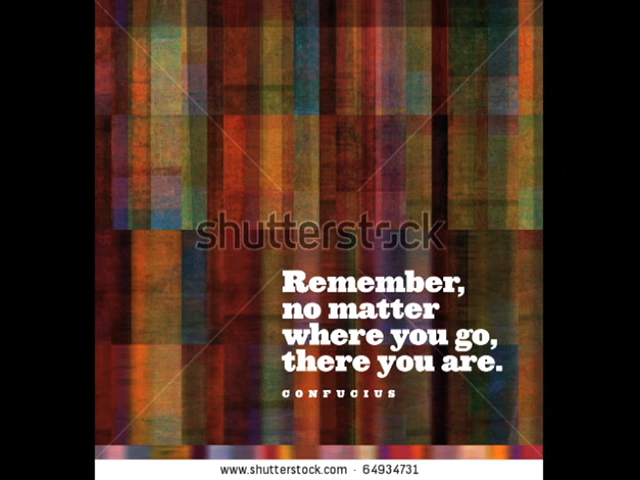 shutterstock
Remember,
no matter
where you go,
there you are.
CONFUCIUS
www.shutterstock.com · 64934731